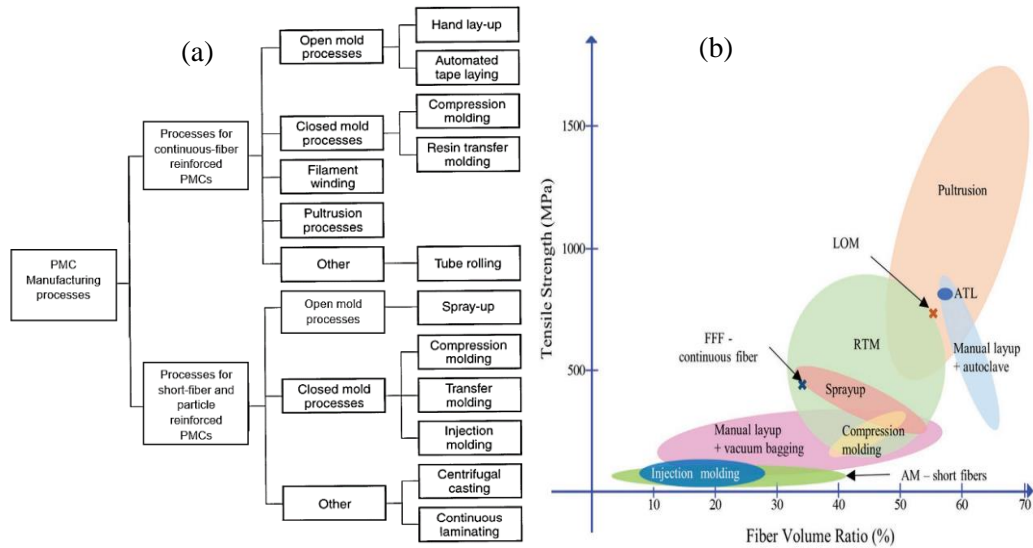 (a)
PMC
Manufacturing
processes
Processes for
continuous-fiber
reinforced
PMCs
Open mold
processes
Hand lay-up
Automated
tape laying
Closed mold
processes
Compression
molding
Resin transfer
molding
Filament
winding
Pultrusion
processes
Other
Tube rolling
Processes for
short-fiber and
particle
reinforced
PMCs
Open mold
processes
Spray-up
Closed mold
processes
Compression
molding
Transfer
molding
Injection
molding
Other
Centrifugal
casting
Continuous
laminating
(b)
Tensils Strength (MPa)
1500
1000
500
Pultrusion
LOM
ATL
RTM
Manual layup
+ autoclave
FFF -
continuous fiber
Sprayup
Manual layup
+ vacuum bagging
Compression
molding
Injection molding
AM – short fibers
10
20
30
40
50
60
70
Fiber Volume Ratio (%)